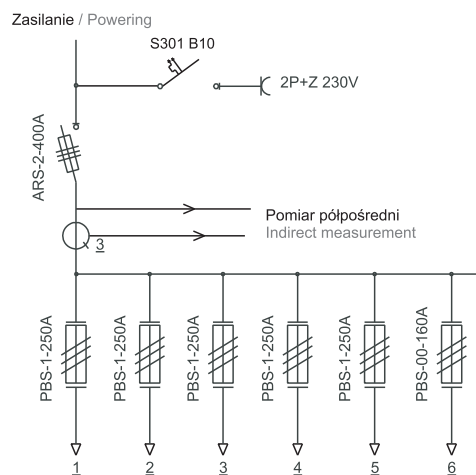 Zasilanie / Powering
S301 B10
2P+Z 230V
ARS-2-400A
Pomiar półpośredni
Indirect measurement
3
PBS-1-250A
PBS-1-250A
PBS-1-250A
PBS-1-250A
PBS-1-250A
PBS-00-160A
1 2 3 4 5 6